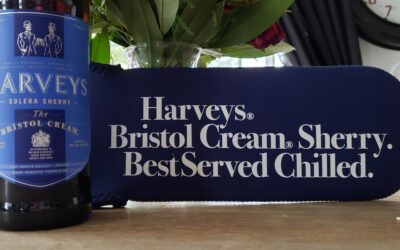 HARVEYS
SOLERA SHERRY
The
BRISTOL CREAM
Harveys®
Bristol Cream® Sherry.
Best Served Chilled.